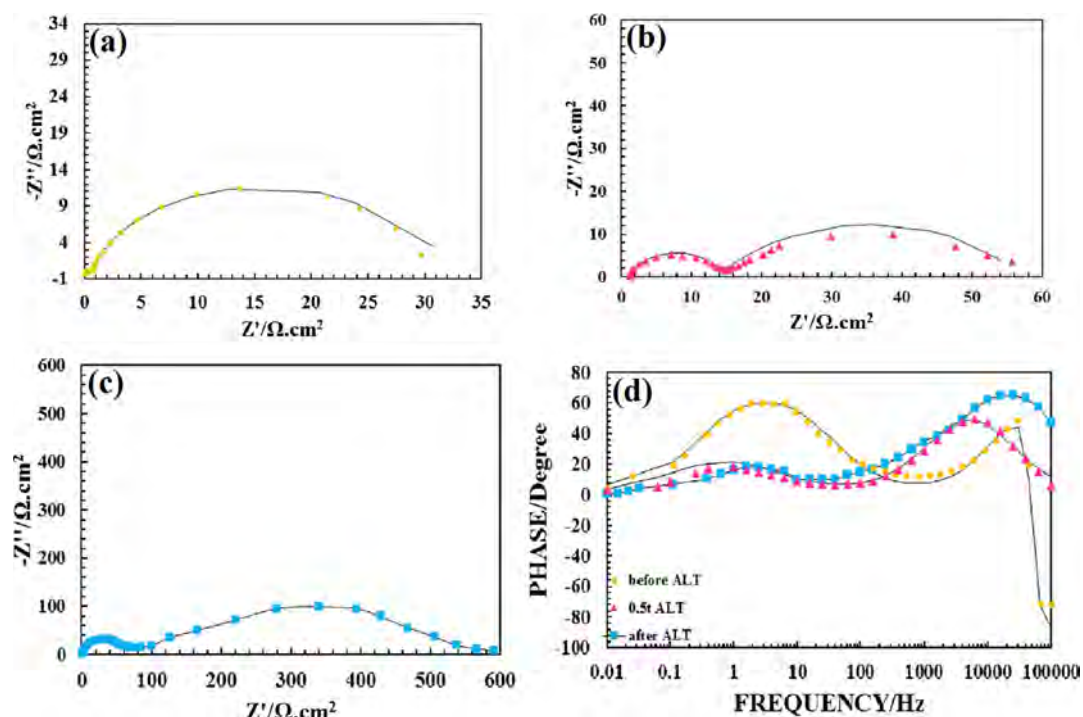 (a)
34
29
24
19
14
9
4
-1
-Z''/Ω.cm²
0 5 10 15 20 25 30 35
Z'/Ω.cm²
(b)
60
50
40
30
20
10
0
-Z''/Ω.cm²
0 10 20 30 40 50 60
Z'/Ω.cm²
(c)
600
500
400
300
200
100
0
-Z''/Ω.cm²
0 100 200 300 400 500 600
Z'/Ω.cm²
(d)
80
60
40
20
0
-20
-40
-60
-80
-100
PHASE/Degree
before ALT
0.5t ALT
after ALT
0.01 0.1 1 10 100 1000 10000 100000
FREQUENCY/Hz